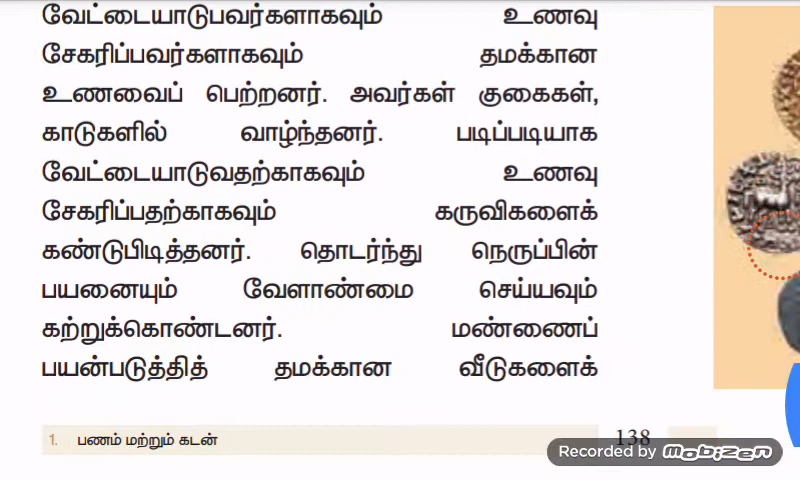 வேட்டையாடுபவர்களாகவும் உணவு
சேகரிப்பவர்களாகவும் தமக்கான
உணவைப் பெற்றனர். அவர்கள் குகைகள்,
காடுகளில் வாழ்ந்தனர். படிப்படியாக
வேட்டையாடுவதற்காகவும் உணவு
சேகரிப்பதற்காகவும் கருவிகளைக்
கண்டுபிடித்தனர். தொடர்ந்து நெருப்பின்
பயனையும் வேளாண்மை செய்யவும்
கற்றுக்கொண்டனர். மண்ணைப்
பயன்படுத்தித் தமக்கான வீடுகளைக்
1. பணம் மற்றும் கடன் 138
Recorded by mobizen